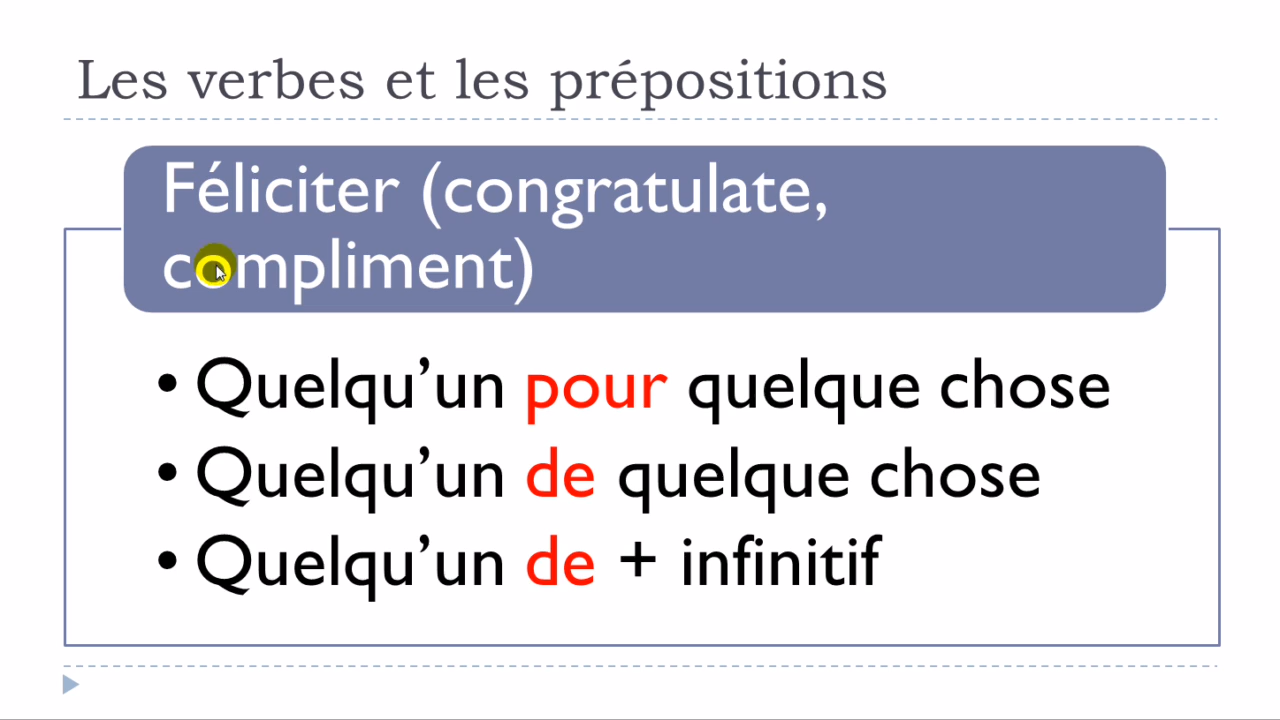 Les verbes et les prépositions
Féliciter (congratulate,
compliment)
• Quelqu’un pour quelque chose
• Quelqu’un de quelque chose
• Quelqu’un de + infinitif